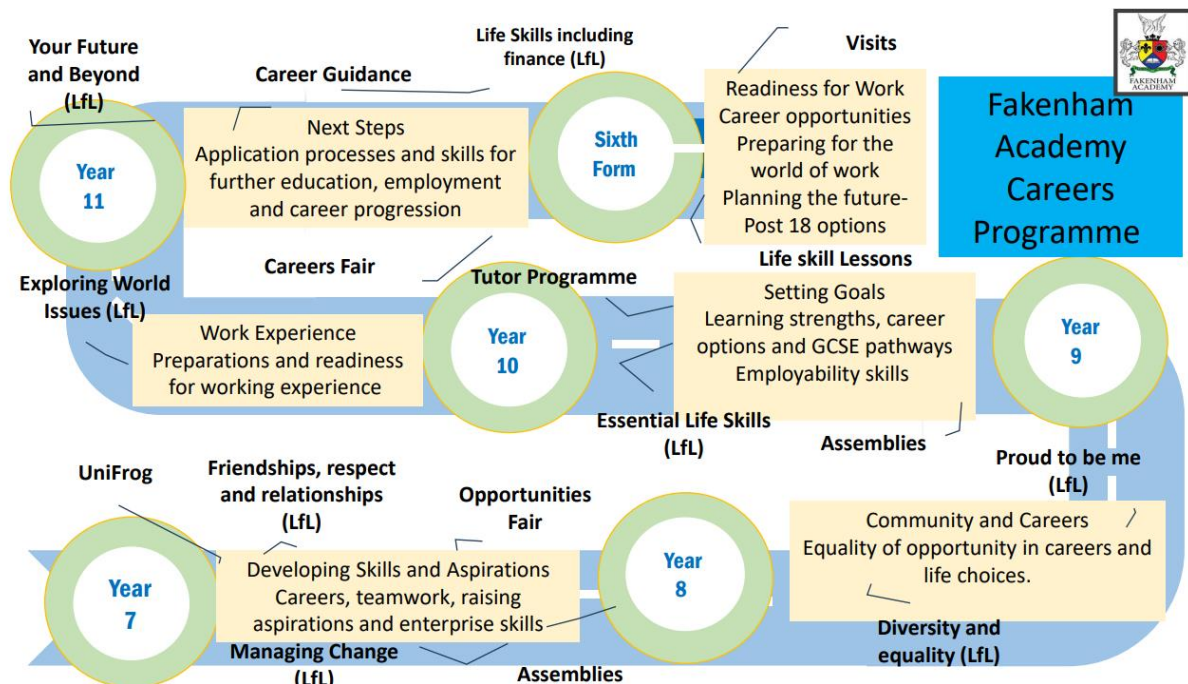 Your Future
and Beyond
(LfL)
Career Guidance
Life Skills including
finance (LfL)
Visits
FAKENHAM
ACADEMY
Fakenham
Academy
Careers
Programme
Year
11
Next Steps
Application processes and skills for
further education, employment
and career progression
Sixth
Form
Readiness for Work
Career opportunities
Preparing for the
world of work
Planning the future-
Post 18 options
Exploring World
Issues (LfL)
Careers Fair
Tutor Programme
Life skill Lessons
Work Experience
Preparations and readiness
for working experience
Year
10
Setting Goals
Learning strengths, career
options and GCSE pathways
Employability skills
Year
9
Essential Life Skills
(LfL)
Assemblies
Proud to be me
(LfL)
UniFrog
Friendships, respect
and relationships
(LfL)
Opportunities
Fair
Year
7
Developing Skills and Aspirations
Careers, teamwork, raising
aspirations and enterprise skills
Year
8
Community and Careers
Equality of opportunity in careers and
life choices.
Managing Change
(LfL)
Assemblies
Diversity and
equality (LfL)